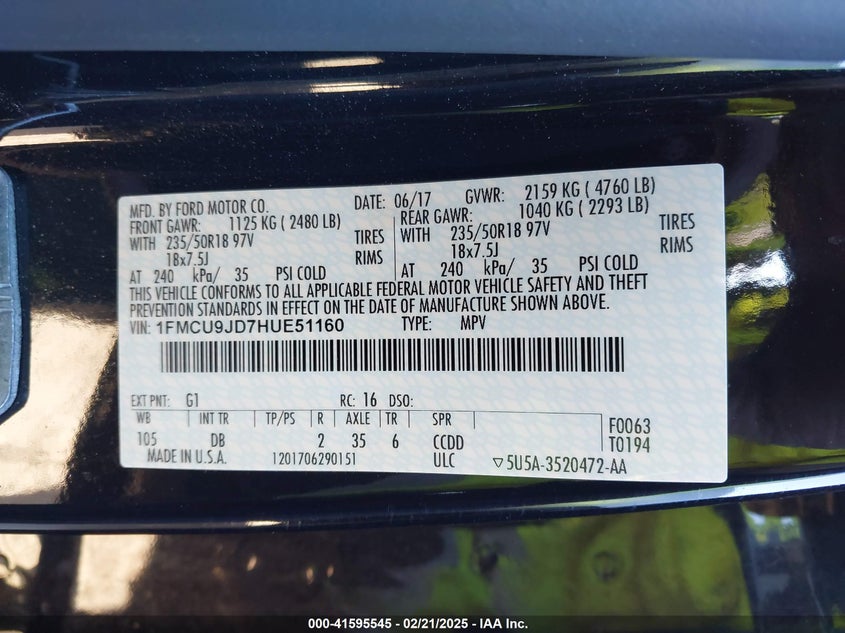 MFD. BY FORD MOTOR CO. DATE: 06/17 GVWR: 2159 KG ( 4760 LB)
FRONT GAWR: 1125 KG ( 2480 LB) REAR GAWR: 1040 KG ( 2293 LB)
WITH 235/50R18 97V TIRES WITH 235/50R18 97V TIRES
18x7.5J RIMS 18x7.5J RIMS
AT 240 kPa/ 35 PSI COLD AT 240 kPa/ 35 PSI COLD
THIS VEHICLE CONFORMS TO ALL APPLICABLE FEDERAL MOTOR VEHICLE SAFETY AND THEFT
PREVENTION STANDARDS IN EFFECT ON THE DATE OF MANUFACTURE SHOWN ABOVE.
VIN: 1FMCU9JD7HUE51160 TYPE: MPV
EXT PNT: G1 RC: 16 DSO:
WB INT TR TP/PS R AXLE TR SPR F0063
105 DB 2 35 6 CCDD T0194
MADE IN U.S.A. 1201706290151 ULC ▽5U5A-3520472-AA
000-41595545 - 02/21/2025 - IAA Inc.